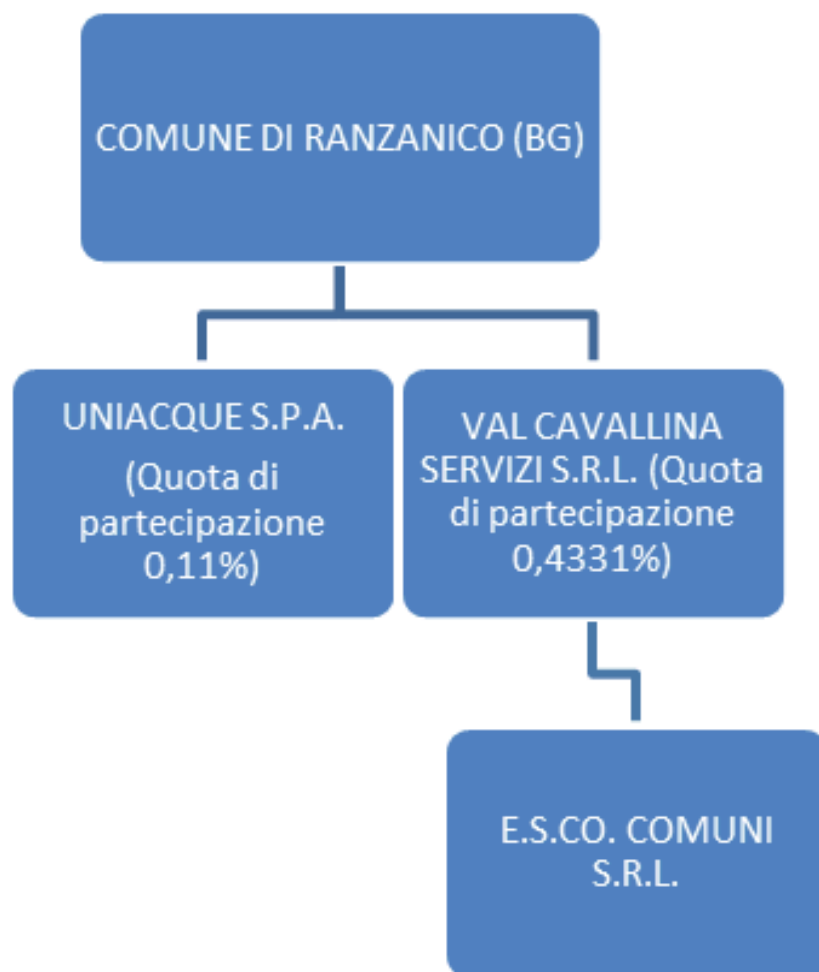 COMUNE DI RANZANICO (BG)
UNIACQUE S.P.A.
(Quota di
partecipazione
0,11%)
VAL CAVALLINA
SERVIZI S.R.L. (Quota
di partecipazione
0,4331%)
E.S.CO. COMUNI
S.R.L.